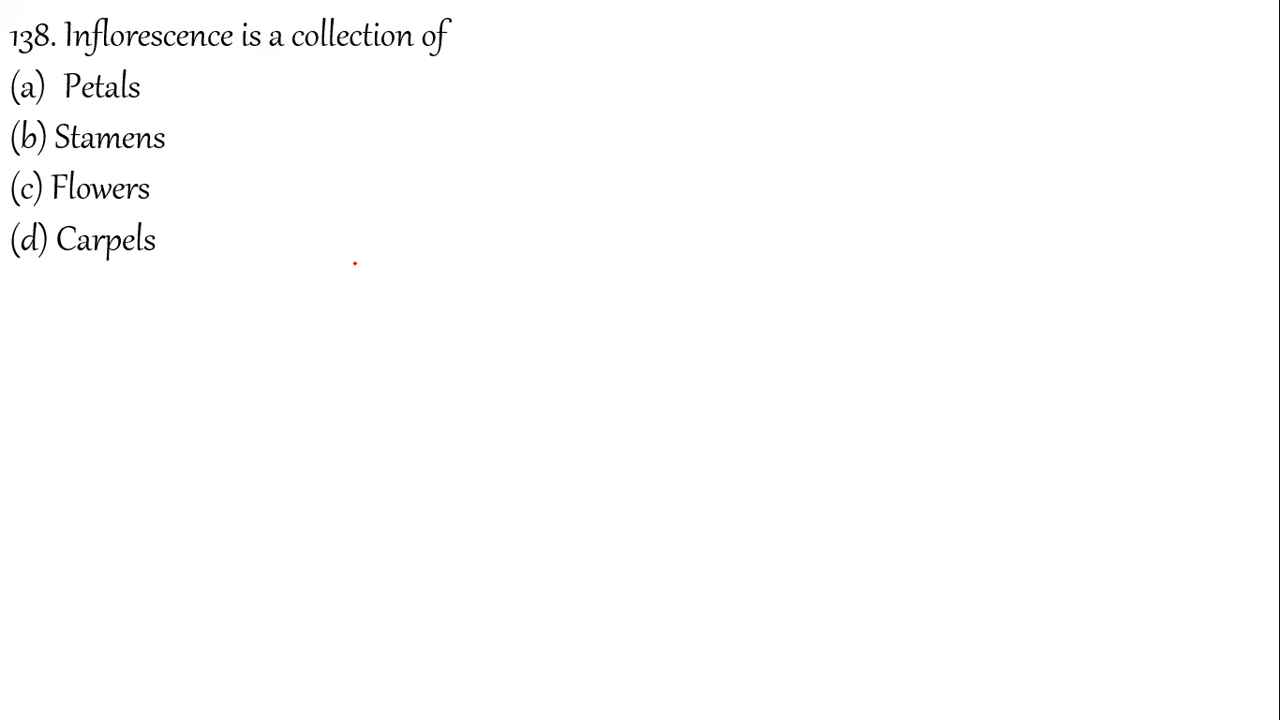 138. Inflorescence is a collection of
(a) Petals
(b) Stamens
(c) Flowers
(d) Carpels